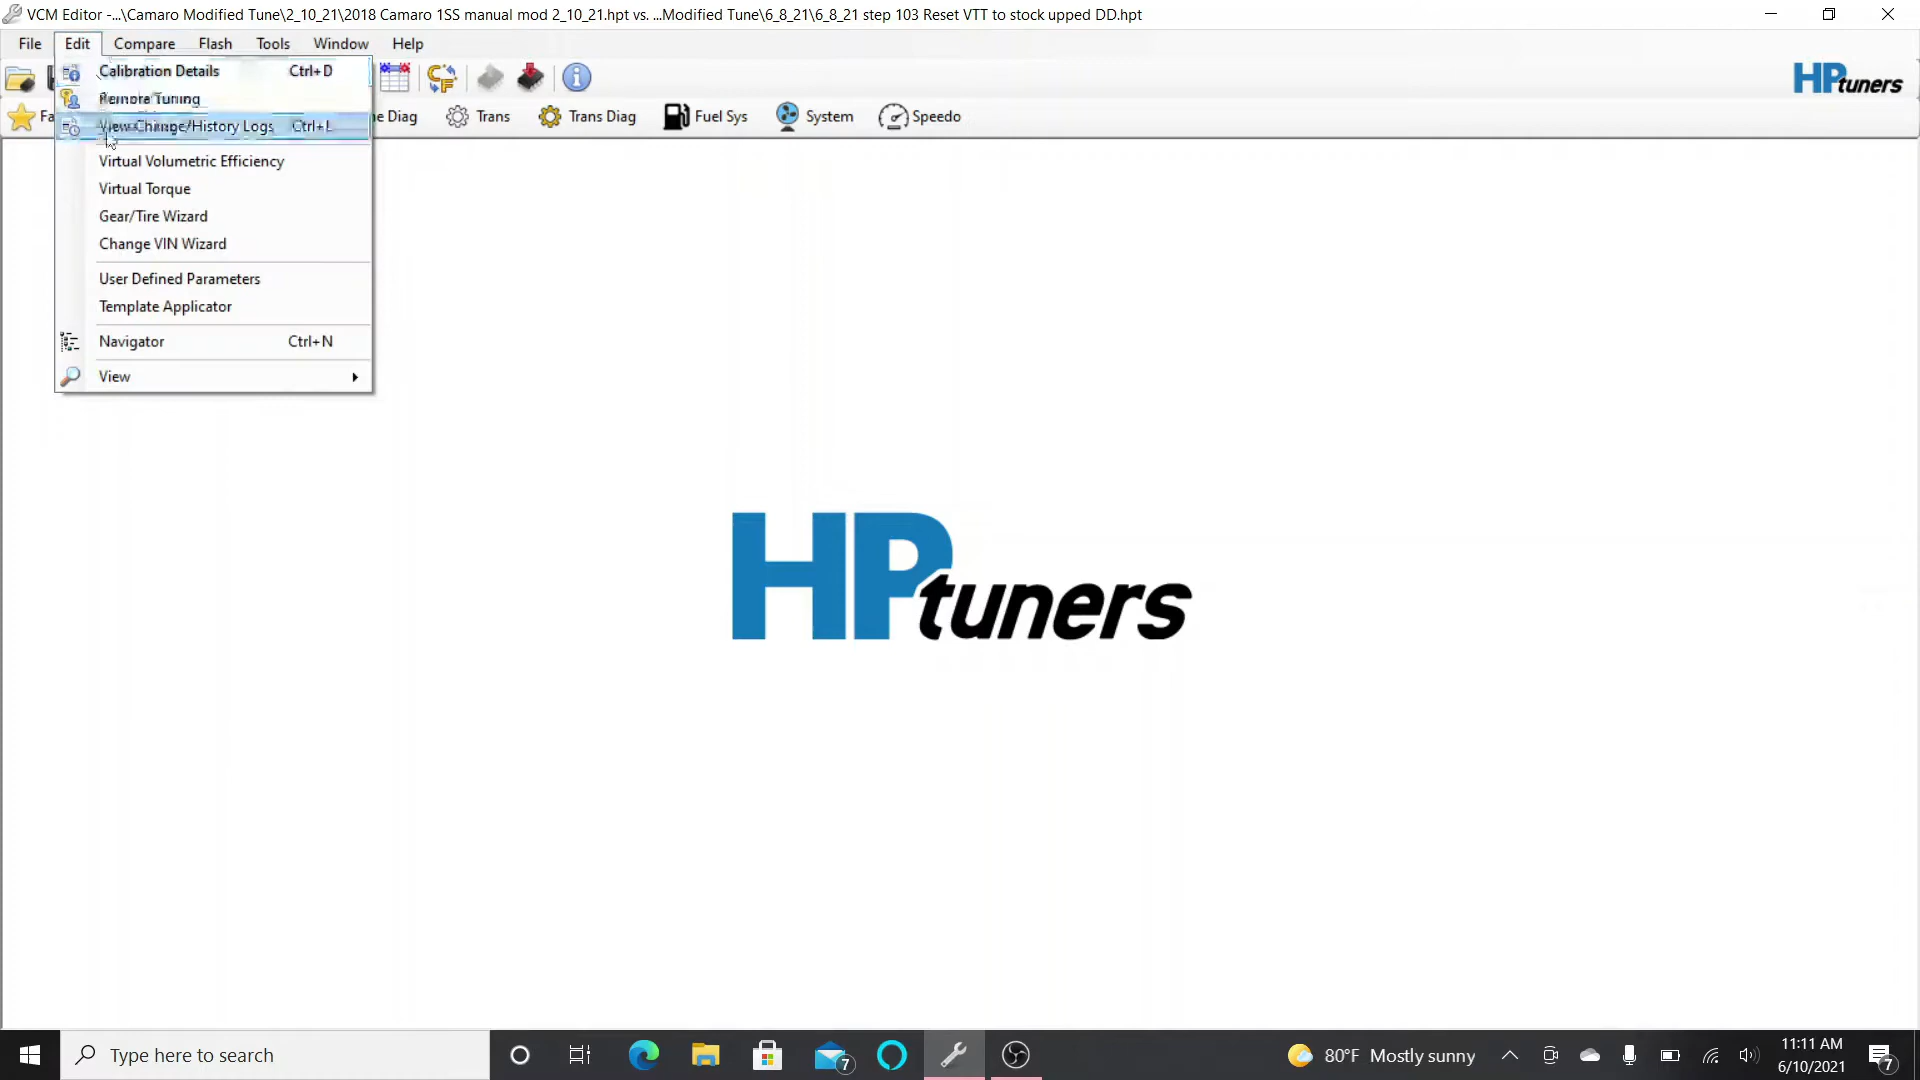 VCM Editor -...\Camaro Modified Tune\2_10_21\2018 Camaro 1SS manual mod 2_10_21.hpt vs. ...Modified Tune\6_8_21\6_8_21 step 103 Reset VTT to stock upped DD.hpt
File Edit Compare Flash Tools Window Help
Calibration Details Ctrl+D
HPtuners
Remote Tuning
Fa e Diag Trans Trans Diag Fuel Sys System Speedo
View Change/History Logs Ctrl+L
Virtual Volumetric Efficiency
Virtual Torque
Gear/Tire Wizard
Change VIN Wizard
User Defined Parameters
Template Applicator
Navigator Ctrl+N
View
HPtuners
Type here to search
7
80°F Mostly sunny
11:11 AM
6/10/2021
7